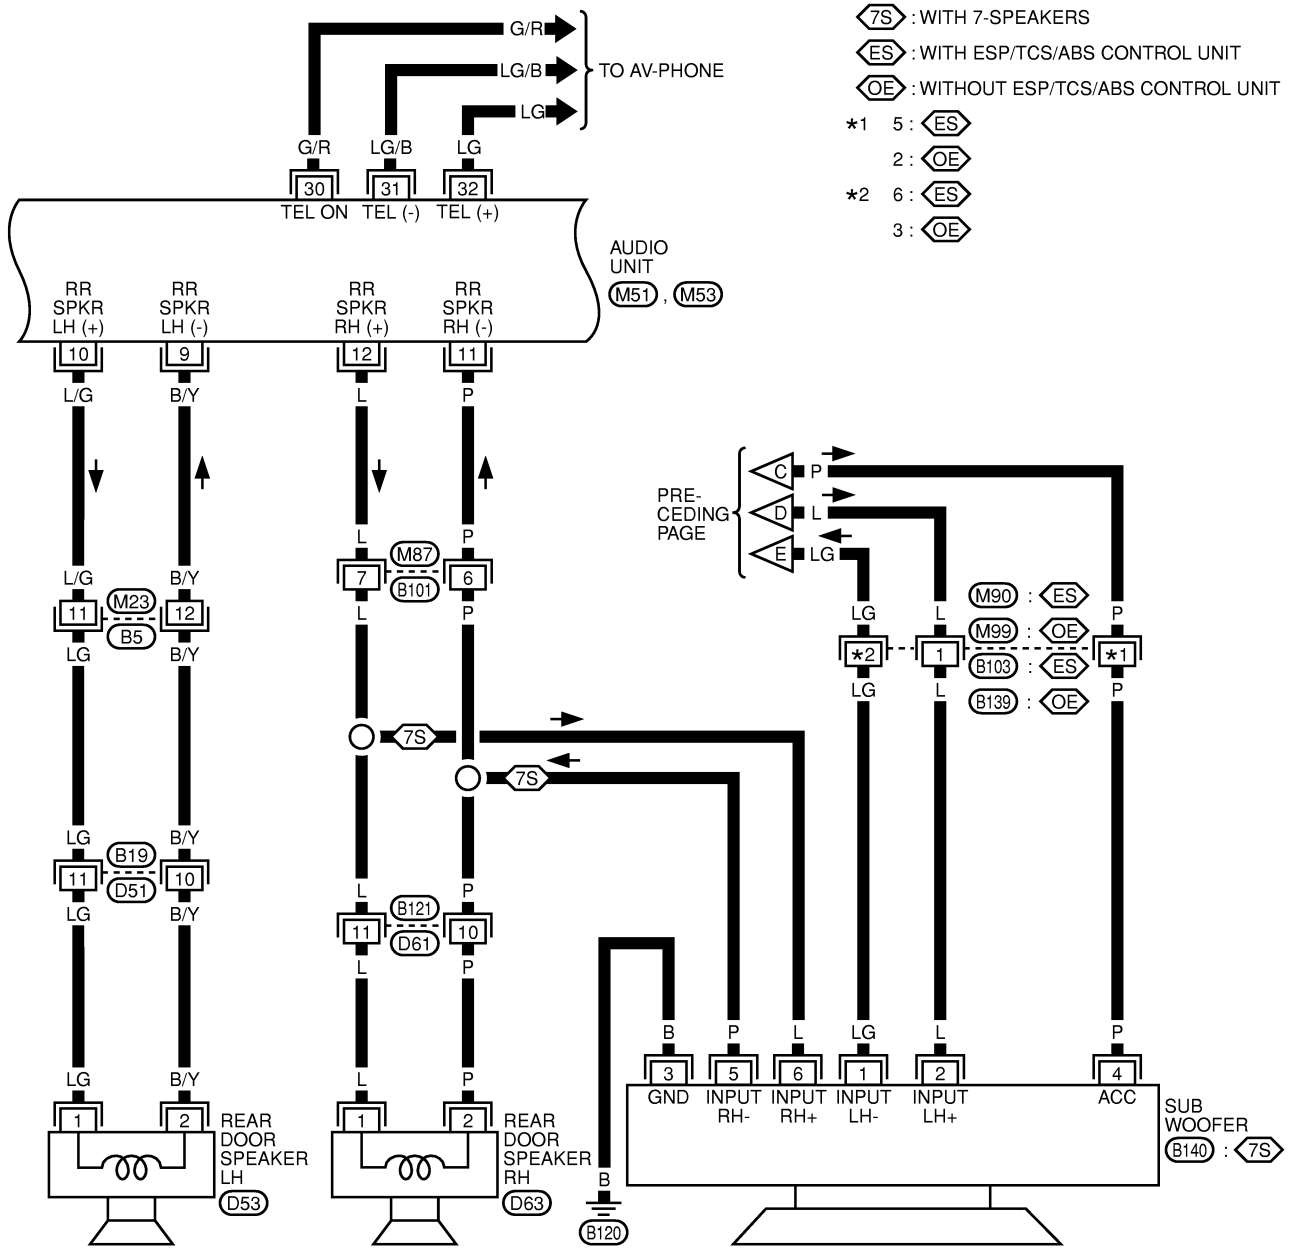 7S : WITH 7-SPEAKERS
ES : WITH ESP/TCS/ABS CONTROL UNIT
OE : WITHOUT ESP/TCS/ABS CONTROL UNIT
*1 5 : ES
2 : OE
*2 6 : ES
3 : OE
G/R
LG/B
LG
TO AV-PHONE
G/R LG/B LG
30 31 32
TEL ON TEL (-) TEL (+)
AUDIO
UNIT
M51 , M53
RR
SPKR
LH (+)
RR
SPKR
LH (-)
RR
SPKR
RH (+)
RR
SPKR
RH (-)
10 9 12 11
L/G B/Y L P
PRE-
CEDING
PAGE
C P
D L
E LG
L P
M87
7 6
B101
L P
L/G B/Y
M23
11 12
B5
LG B/Y
LG L P
M90 : ES
M99 : OE
*2 1 *1
B103 : ES
B139 : OE
LG L P
7S
7S
LG B/Y
B19
11 10
D51
LG B/Y
L P
B121
11 10
D61
L P
B P L LG L P
3 5 6 1 2 4
GND
INPUT
RH-
INPUT
RH+
INPUT
LH-
INPUT
LH+
ACC
SUB
WOOFER
B140 : 7S
LG B/Y L P
1 2
REAR
DOOR
SPEAKER
LH
D53
1 2
REAR
DOOR
SPEAKER
RH
D63
B
B120